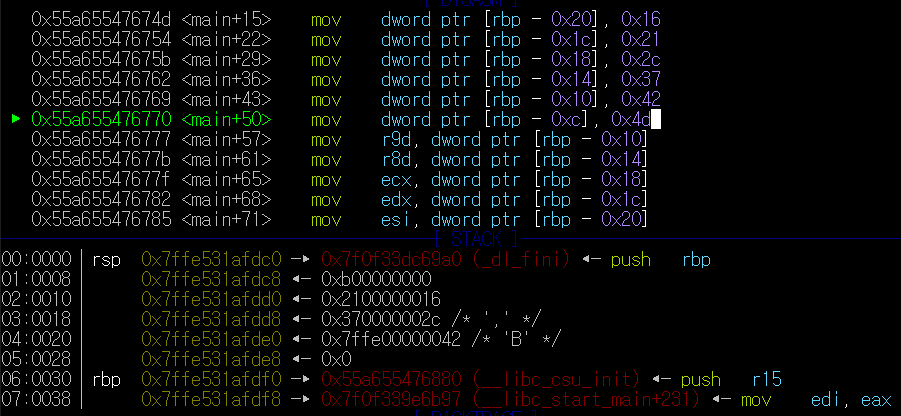 [ DISASM ]
0x55a65547674d <main+15> mov dword ptr [rbp - 0x20], 0x16
0x55a655476754 <main+22> mov dword ptr [rbp - 0x1c], 0x21
0x55a65547675b <main+29> mov dword ptr [rbp - 0x18], 0x2c
0x55a655476762 <main+36> mov dword ptr [rbp - 0x14], 0x37
0x55a655476769 <main+43> mov dword ptr [rbp - 0x10], 0x42
► 0x55a655476770 <main+50> mov dword ptr [rbp - 0xc], 0x4d
0x55a655476777 <main+57> mov r9d, dword ptr [rbp - 0x10]
0x55a65547677b <main+61> mov r8d, dword ptr [rbp - 0x14]
0x55a65547677f <main+65> mov ecx, dword ptr [rbp - 0x18]
0x55a655476782 <main+68> mov edx, dword ptr [rbp - 0x1c]
0x55a655476785 <main+71> mov esi, dword ptr [rbp - 0x20]
[ STACK ]
00:0000│ rsp 0x7ffe531afdc0 —▸ 0x7f0f33dc69a0 (_dl_fini) ◂— push rbp
01:0008│ 0x7ffe531afdc8 ◂— 0xb00000000
02:0010│ 0x7ffe531afdd0 ◂— 0x2100000016
03:0018│ 0x7ffe531afdd8 ◂— 0x370000002c /* ',' */
04:0020│ 0x7ffe531afde0 ◂— 0x7ffe00000042 /* 'B' */
05:0028│ 0x7ffe531afde8 ◂— 0x0
06:0030│ rbp 0x7ffe531afdf0 —▸ 0x55a655476880 (__libc_csu_init) ◂— push r15
07:0038│ 0x7ffe531afdf8 —▸ 0x7f0f339e6b97 (__libc_start_main+231) ◂— mov edi, eax